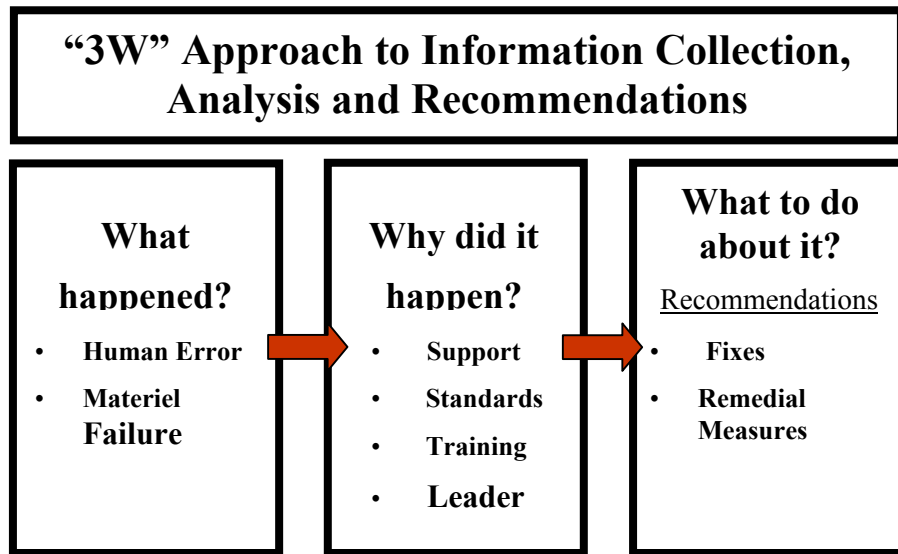 “3W” Approach to Information Collection,
Analysis and Recommendations
What
happened?
• Human Error
• Materiel
Failure
Why did it
happen?
• Support
• Standards
• Training
• Leader
What to do
about it?
Recommendations
• Fixes
• Remedial
Measures